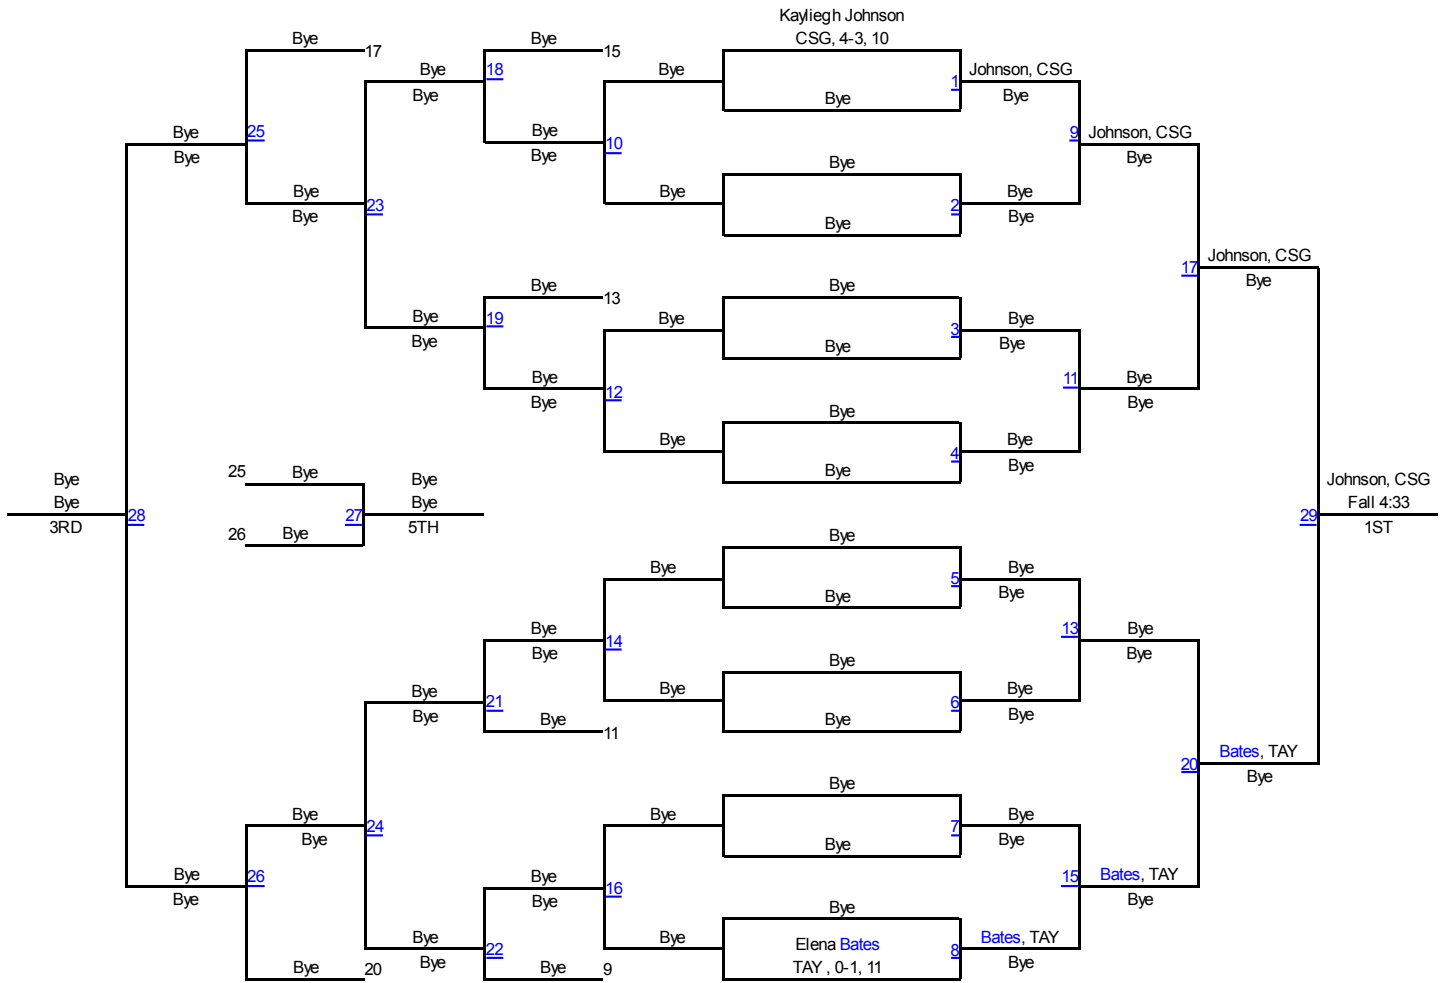 Kayliegh Johnson
CSG, 4-3, 10
Bye 17
Bye 15
Bye 18 Bye 1 Johnson, CSG
Bye Bye Bye
Bye 25 Bye 10 9 Johnson, CSG
Bye Bye Bye
Bye
Bye 23 Bye 2 Bye
Bye Bye Bye
17 Johnson, CSG
Bye
Bye 13 Bye
Bye 19 Bye 3 Bye
Bye Bye Bye
Bye 12 11 Bye
Bye Bye
Bye
Bye 4 Bye
Bye Bye
25 Bye Bye
Bye Bye Johnson, CSG
Bye Fall 4:33
28 27 29
3RD 26 Bye 5TH 1ST
Bye
Bye 5 Bye
Bye Bye
Bye 14 13 Bye
Bye Bye
Bye
Bye 21 Bye 6 Bye
Bye Bye 11 Bye Bye
20 Bates, TAY
Bye
Bye
Bye 24 Bye 7 Bye
Bye Bye Bye
Bye 26 Bye 16 15 Bates, TAY
Bye Bye Bye
Bye
Bye 22 Bye Elena Bates 8 Bates, TAY
Bye TAY , 0-1, 11 Bye
Bye 20 Bye 9